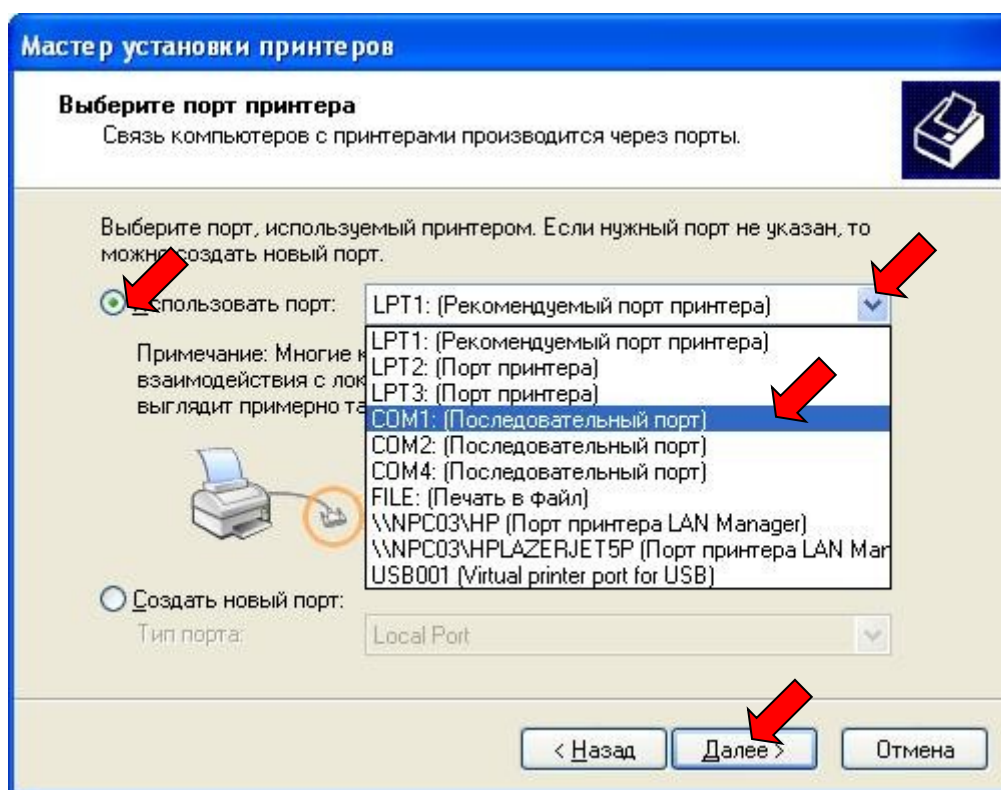 Мастер установки принтеров
Выберите порт принтера
Связь компьютеров с принтерами производится через порты.
Выберите порт, используемый принтером. Если нужный порт не указан, то
можно создать новый порт.
Использовать порт:
LPT1: (Рекомендуемый порт принтера)
LPT1: (Рекомендуемый порт принтера)
LPT2: (Порт принтера)
LPT3: (Порт принтера)
COM1: (Последовательный порт)
COM2: (Последовательный порт)
COM4: (Последовательный порт)
FILE: (Печать в файл)
\\NPC03\HP (Порт принтера LAN Manager)
\\NPC03\HPLAZERJET5P (Порт принтера LAN Man
USB001 (Virtual printer port for USB)
Примечание: Многие
взаимодействия с
выглядит примерно
Создать новый порт:
Тип порта:
Local Port
< Назад
Далее >
Отмена